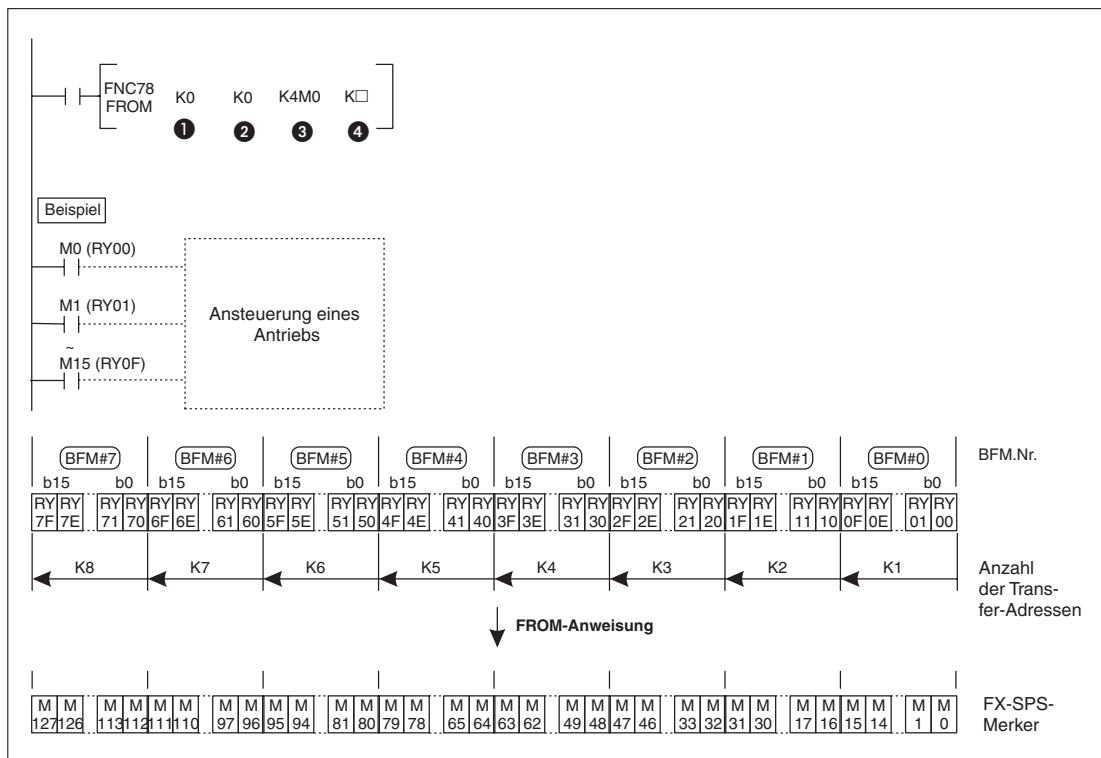 FNC78
FROM K0 K0 K4M0 K□
❶ ❷ ❸ ❹
Beispiel
M0 (RY00)
M1 (RY01)
~
M15 (RY0F)
Ansteuerung eines
Antriebs
BFM#7 BFM#6 BFM#5 BFM#4 BFM#3 BFM#2 BFM#1 BFM#0 BFM.Nr.
b15 b0 b15 b0 b15 b0 b15 b0 b15 b0 b15 b0 b15 b0 b15 b0
RY RY RY RY RY RY RY RY RY RY RY RY RY RY RY RY RY RY RY RY RY RY RY RY RY RY RY RY RY RY RY RY
7F 7E 71 70 6F 6E 61 60 5F 5E 51 50 4F 4E 41 40 3F 3E 31 30 2F 2E 21 20 1F 1E 11 10 0F 0E 01 00
K8 K7 K6 K5 K4 K3 K2 K1 Anzahl
der Trans-
fer-Adressen
FROM-Anweisung
M M M M M M M M M M M M M M M M M M M M M M M M M M M M M M M M FX-SPS-
127 126 113 112 111 110 97 96 95 94 81 80 79 78 65 64 63 62 49 48 47 46 33 32 31 30 17 16 15 14 1 0 Merker